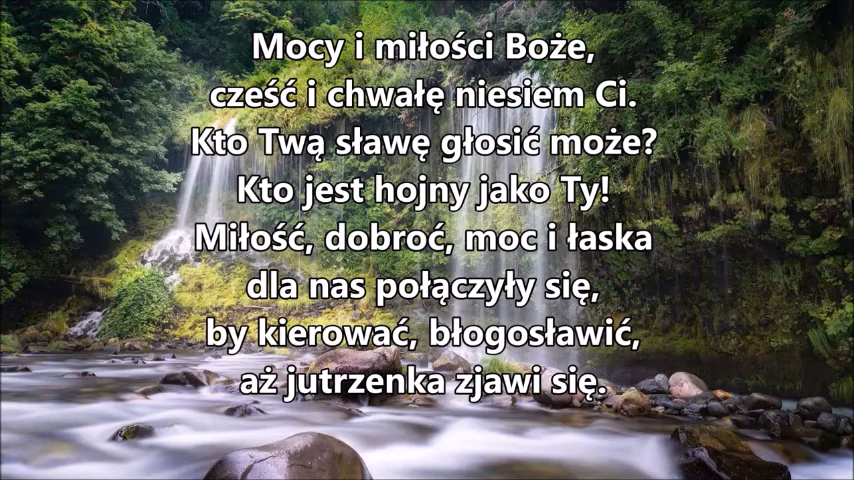 Mocy i miłości Boże,
cześć i chwałę niesiem Ci.
Kto Twą sławę głosić może?
Kto jest hojny jako Ty!
Miłość, dobroć, moc i łaska
dla nas połączyły się,
by kierować, błogosławić,
aż jutrzenka zjawi się.